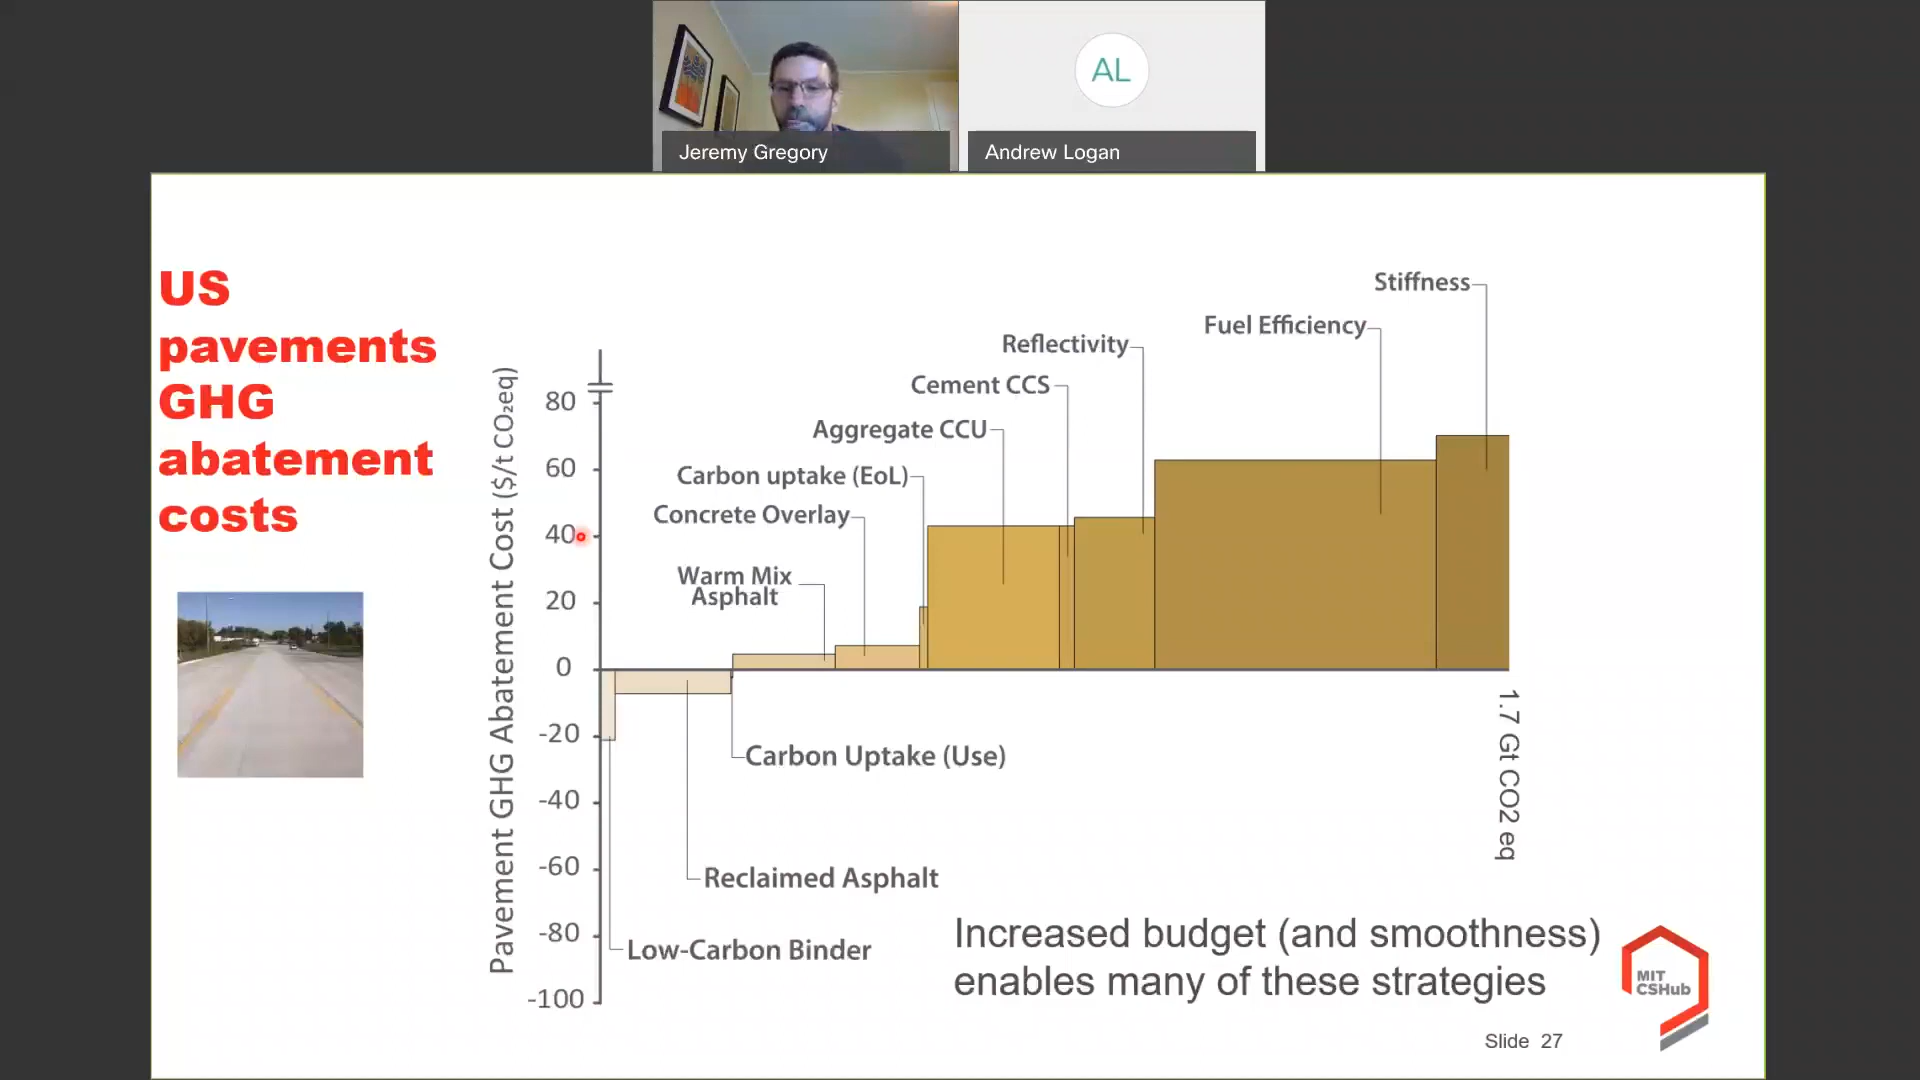 AL
Jeremy Gregory
Andrew Logan
US
pavements
GHG
abatement
costs
Pavement GHG Abatement Cost ($/t CO₂eq)
80
60
40
20
0
-20
-40
-60
-80
-100
Stiffness
Fuel Efficiency
Reflectivity
Cement CCS
Aggregate CCU
Carbon uptake (EoL)
Concrete Overlay
Warm Mix
Asphalt
Carbon Uptake (Use)
Reclaimed Asphalt
Low-Carbon Binder
1.7 Gt CO2 eq
Increased budget (and smoothness)
enables many of these strategies
MIT
CSHub
Slide 27